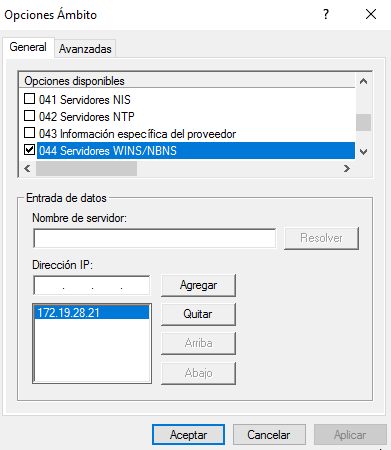 Opciones Ámbito
General Avanzadas
Opciones disponibles
041 Servidores NIS
042 Servidores NTP
043 Información específica del proveedor
044 Servidores WINS/NBNS
Entrada de datos
Nombre de servidor:
Resolver
Dirección IP:
Agregar
172.19.28.21
Quitar
Arriba
Abajo
Aceptar Cancelar Aplicar